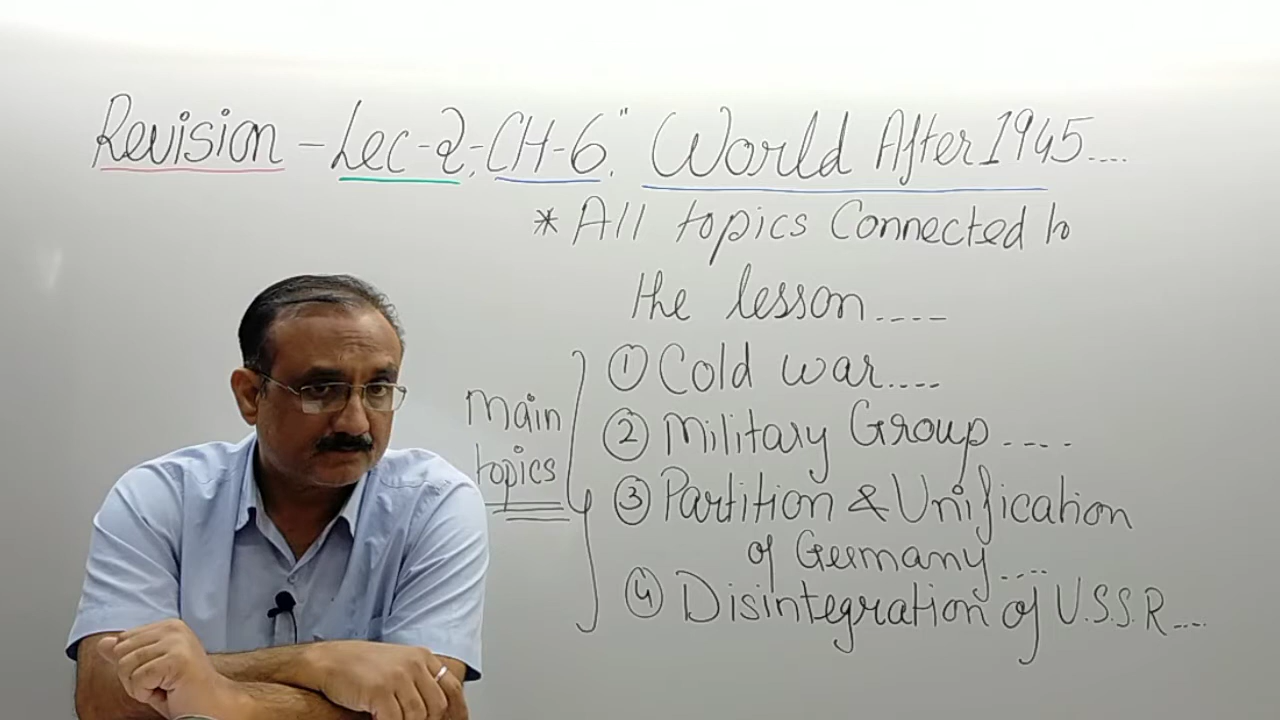 Revision - Lec-2, CH-6, " World After 1945....
* All topics Connected to
the lesson....
main
topics
① Cold war....
② Military Group....
③ Partition & Unification
of Germany....
④ Disintegration of U.S.S.R....